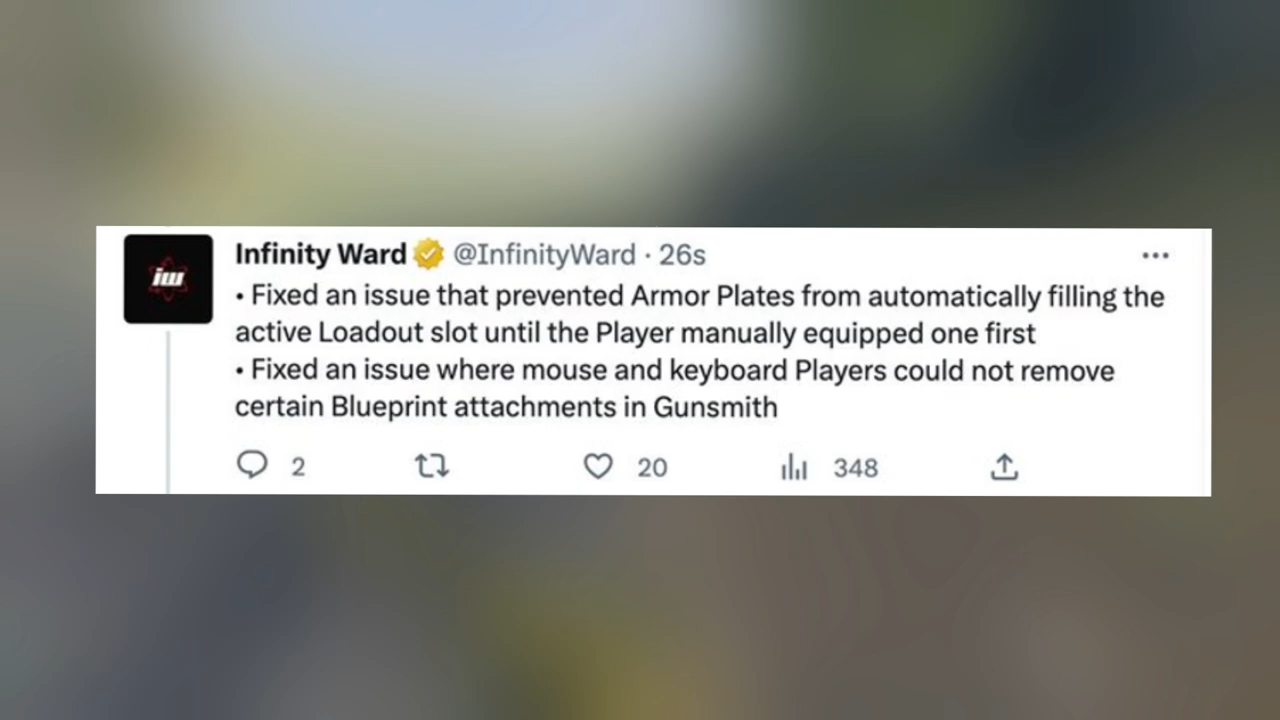 iw
Infinity Ward @InfinityWard · 26s
• Fixed an issue that prevented Armor Plates from automatically filling the
active Loadout slot until the Player manually equipped one first
• Fixed an issue where mouse and keyboard Players could not remove
certain Blueprint attachments in Gunsmith
2 20 348